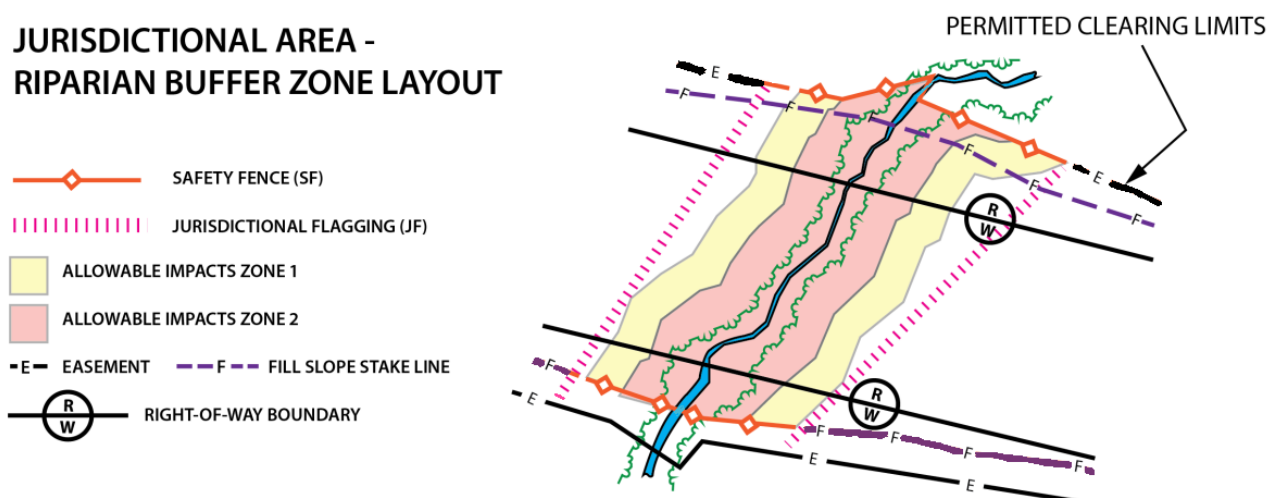 JURISDICTIONAL AREA -
RIPARIAN BUFFER ZONE LAYOUT
PERMITTED CLEARING LIMITS
SAFETY FENCE (SF)
JURISDICTIONAL FLAGGING (JF)
ALLOWABLE IMPACTS ZONE 1
ALLOWABLE IMPACTS ZONE 2
E EASEMENT F FILL SLOPE STAKE LINE
R
W RIGHT-OF-WAY BOUNDARY
E
F
F
F
F
E
F
F
R
W
F
E
R
W
F
F
F
F
E
E